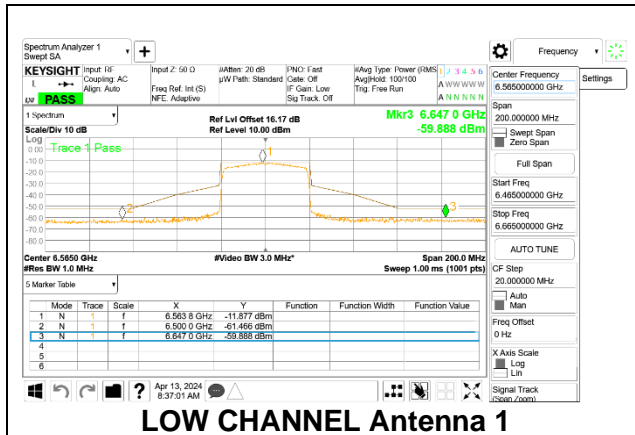 Spectrum Analyzer 1
Swept SA
Frequency
KEYSIGHT Input: RF Input Z: 50 Ω #Atten: 20 dB PNO: Fast #Avg Type: Power (RMS 1 2 3 4 5 6
L Coupling: AC µW Path: Standard Gate: Off Avg|Hold: 100/100 A W W W W W
Align: Auto Freq Ref: Int (S) IF Gain: Low Trig: Free Run
PASS NFE: Adaptive Sig Track: Off A N N N N N
1 Spectrum
Scale/Div 10 dB
Ref Lvl Offset 16.17 dB
Ref Level 10.00 dBm
Mkr3 6.647 0 GHz
-59.888 dBm
Log
Trace 1 Pass
0.00
-10.0
-20.0
-30.0
-40.0
-50.0
-60.0
-70.0
-80.0
1
2
3
Center 6.5650 GHz #Video BW 3.0 MHz* Span 200.0 MHz
#Res BW 1.0 MHz Sweep 1.00 ms (1001 pts)
5 Marker Table
Mode Trace Scale X Y Function Function Width Function Value
1 N 1 f 6.563 8 GHz -11.877 dBm
2 N 1 f 6.500 0 GHz -61.466 dBm
3 N 1 f 6.647 0 GHz -59.888 dBm
4
5
6
Apr 13, 2024
8:37:01 AM
Center Frequency
6.565000000 GHz
Settings
Span
200.000000 MHz
Swept Span
Zero Span
Full Span
Start Freq
6.465000000 GHz
Stop Freq
6.665000000 GHz
AUTO TUNE
CF Step
20.000000 MHz
Auto
Man
Freq Offset
0 Hz
X Axis Scale
Log
Lin
Signal Track
(Span Zoom)
LOW CHANNEL Antenna 1